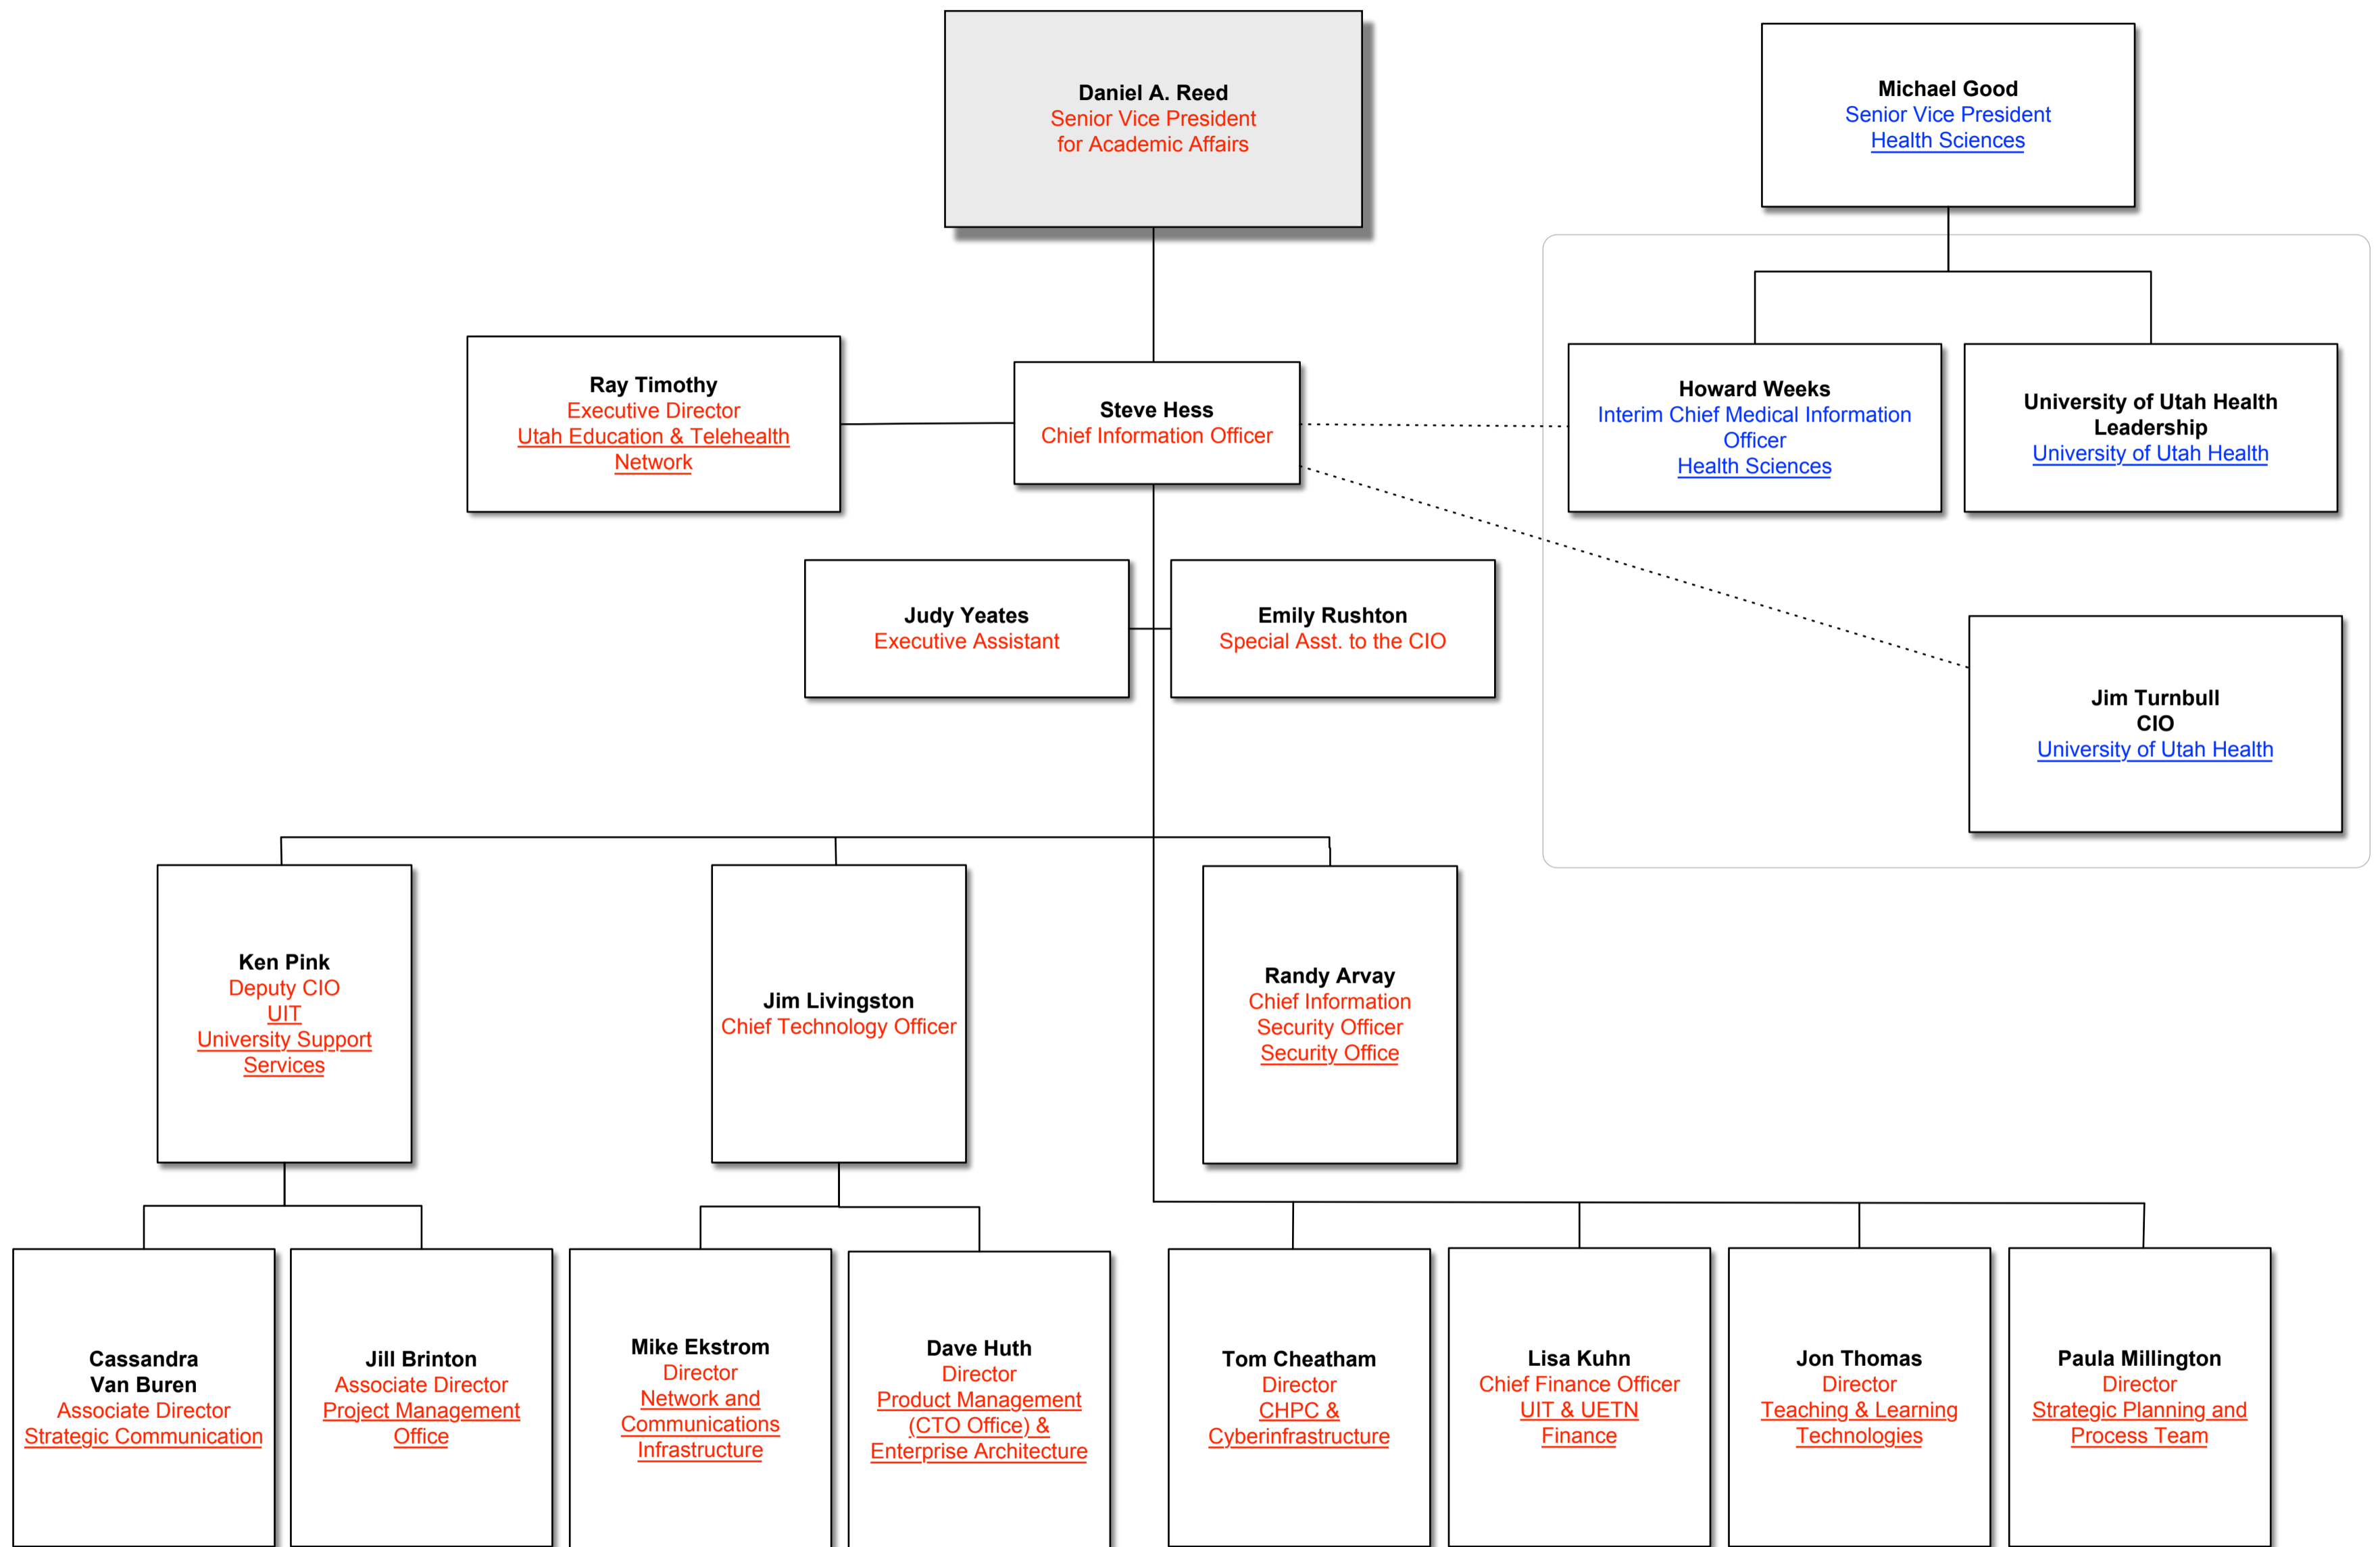 Daniel A. Reed
Senior Vice President
for Academic Affairs
Michael Good
Senior Vice President
Health Sciences
Ray Timothy
Executive Director
Utah Education & Telehealth
Network
Steve Hess
Chief Information Officer
Howard Weeks
Interim Chief Medical Information
Officer
Health Sciences
University of Utah Health
Leadership
University of Utah Health
Judy Yeates
Executive Assistant
Emily Rushton
Special Asst. to the CIO
Jim Turnbull
CIO
University of Utah Health
Ken Pink
Deputy CIO
UIT
University Support
Services
Jim Livingston
Chief Technology Officer
Randy Arvay
Chief Information
Security Officer
Security Office
Cassandra
Van Buren
Associate Director
Strategic Communication
Jill Brinton
Associate Director
Project Management
Office
Mike Ekstrom
Director
Network and
Communications
Infrastructure
Dave Huth
Director
Product Management
(CTO Office) &
Enterprise Architecture
Tom Cheatham
Director
CHPC &
Cyberinfrastructure
Lisa Kuhn
Chief Finance Officer
UIT & UETN
Finance
Jon Thomas
Director
Teaching & Learning
Technologies
Paula Millington
Director
Strategic Planning and
Process Team